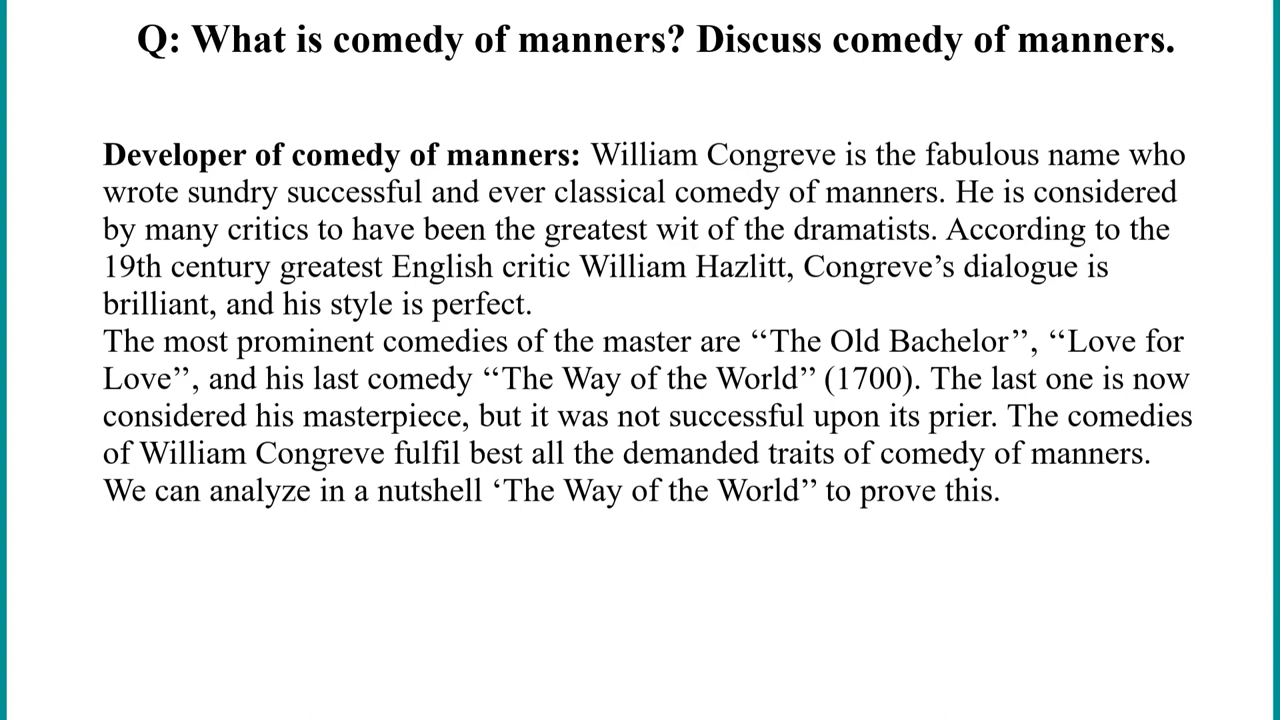 Q: What is comedy of manners? Discuss comedy of manners.
Developer of comedy of manners: William Congreve is the fabulous name who
wrote sundry successful and ever classical comedy of manners. He is considered
by many critics to have been the greatest wit of the dramatists. According to the
19th century greatest English critic William Hazlitt, Congreve’s dialogue is
brilliant, and his style is perfect.
The most prominent comedies of the master are ‘‘The Old Bachelor’’, ‘‘Love for
Love’’, and his last comedy ‘‘The Way of the World’’ (1700). The last one is now
considered his masterpiece, but it was not successful upon its prier. The comedies
of William Congreve fulfil best all the demanded traits of comedy of manners.
We can analyze in a nutshell ‘The Way of the World’’ to prove this.